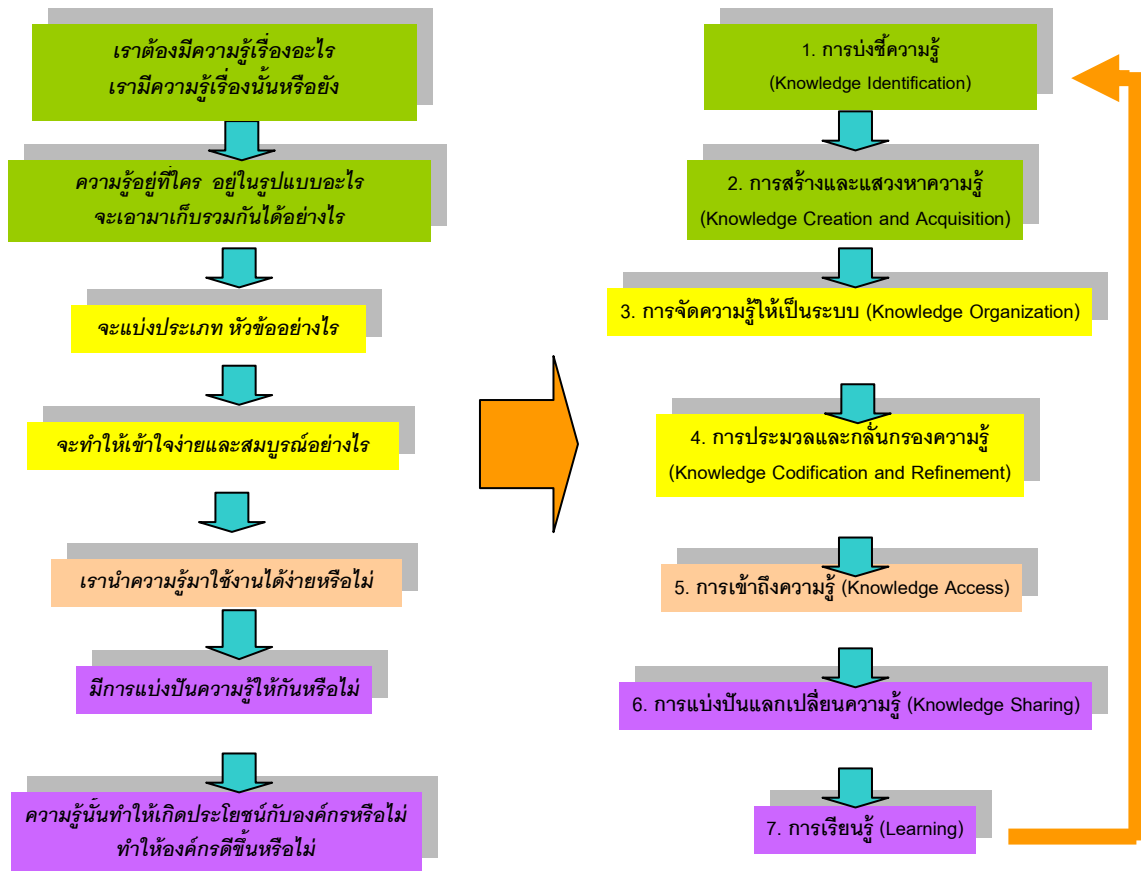 เราต้องมีความรู้เรื่องอะไร
เรามีความรู้เรื่องนั้นหรือยัง
ความรู้อยู่ที่ใคร อยู่ในรูปแบบอะไร
จะเอามาเก็บรวมกันได้อย่างไร
จะแบ่งประเภท หัวข้ออย่างไร
จะทำให้เข้าใจง่ายและสมบูรณ์อย่างไร
เรานำความรู้มาใช้งานได้ง่ายหรือไม่
มีการแบ่งปันความรู้ให้กันหรือไม่
ความรู้นั้นทำให้เกิดประโยชน์กับองค์กรหรือไม่
ทำให้องค์กรดีขึ้นหรือไม่
1. การบ่งชี้ความรู้
(Knowledge Identification)
2. การสร้างและแสวงหาความรู้
(Knowledge Creation and Acquisition)
3. การจัดความรู้ให้เป็นระบบ (Knowledge Organization)
4. การประมวลและกลั่นกรองความรู้
(Knowledge Codification and Refinement)
5. การเข้าถึงความรู้ (Knowledge Access)
6. การแบ่งปันแลกเปลี่ยนความรู้ (Knowledge Sharing)
7. การเรียนรู้ (Learning)